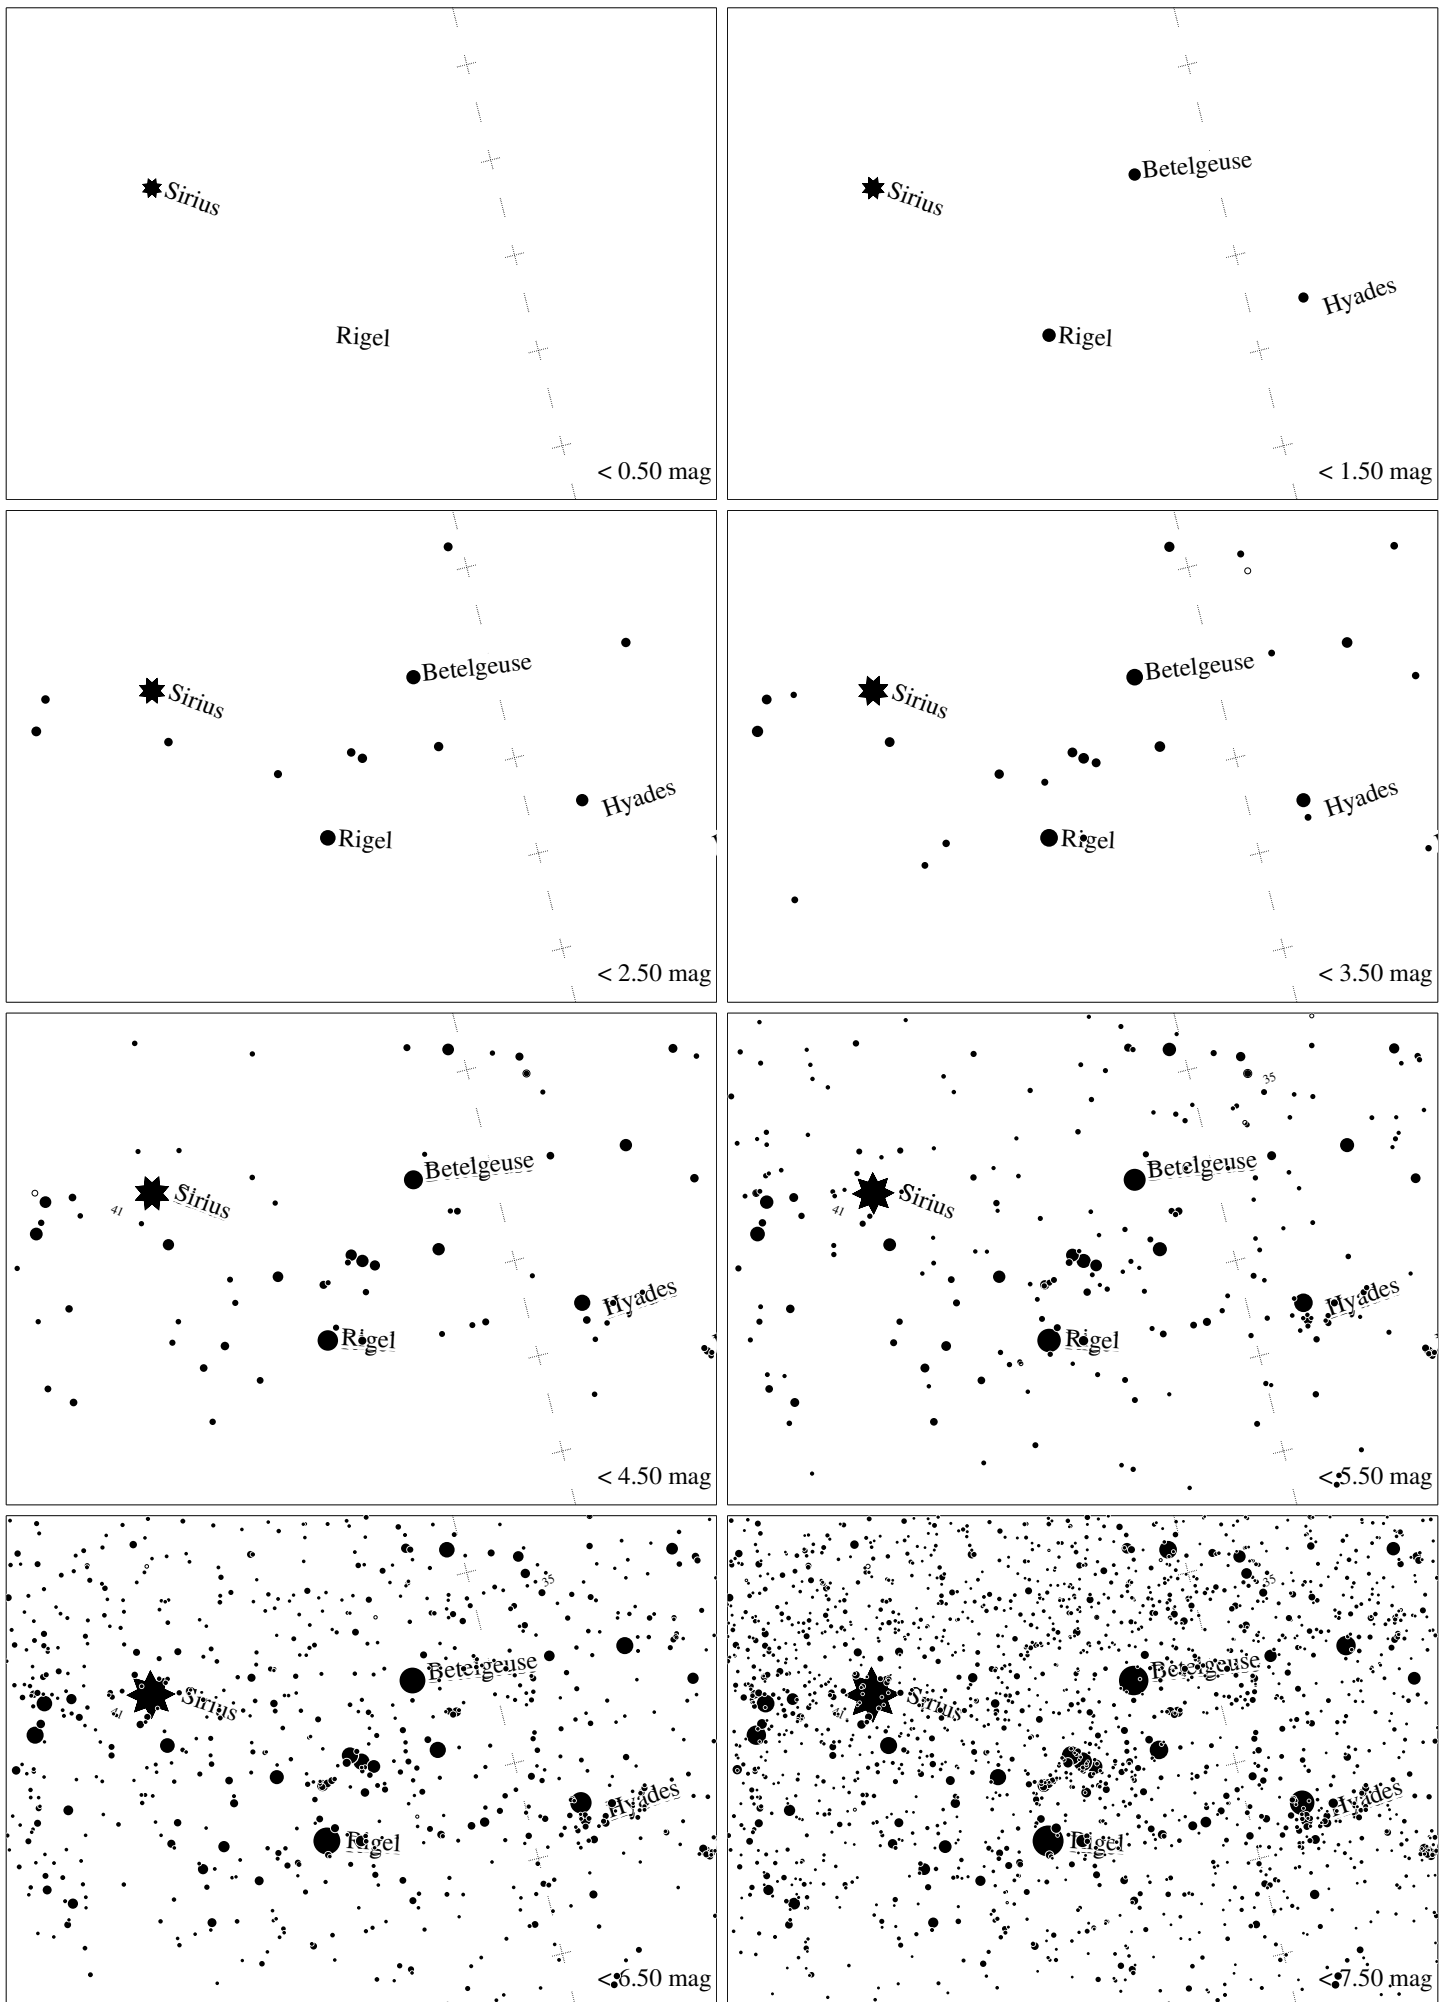 Sirius
Rigel
< 0.50 mag
Betelgeuse
Sirius
Hyades
Rigel
< 1.50 mag
Betelgeuse
Sirius
Hyades
Rigel
< 2.50 mag
Betelgeuse
Sirius
Hyades
Rigel
< 3.50 mag
Betelgeuse
Sirius
41
Hyades
Rigel
< 4.50 mag
35
Betelgeuse
Sirius
41
Hyades
Rigel
< 5.50 mag
35
Betelgeuse
Sirius
41
Hyades
Rigel
< 6.50 mag
35
Betelgeuse
Sirius
41
Hyades
Rigel
< 7.50 mag